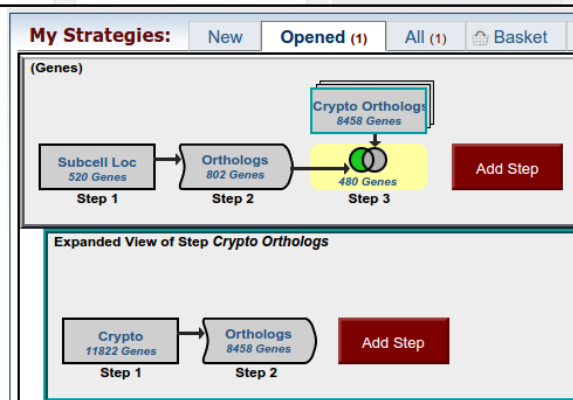 My Strategies: New Opened (1) All (1) Basket
(Genes)
Crypto Orthologs
8458 Genes
Subcell Loc
520 Genes
Orthologs
802 Genes
480 Genes
Add Step
Step 1 Step 2 Step 3
Expanded View of Step Crypto Orthologs
Crypto
11822 Genes
Orthologs
8458 Genes
Add Step
Step 1 Step 2